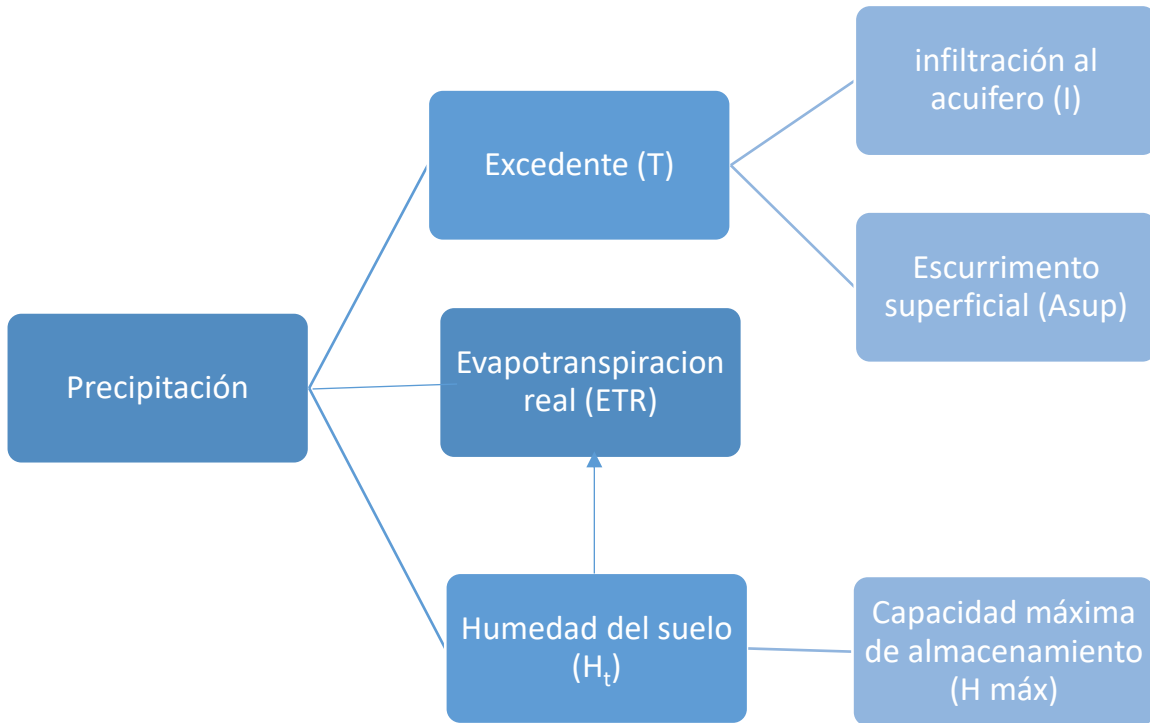 Precipitación
Excedente (T)
infiltración al
acuifero (I)
Escurrimento
superficial (Asup)
Evapotranspiracion
real (ETR)
Humedad del suelo
(Hₜ)
Capacidad máxima
de almacenamiento
(H máx)